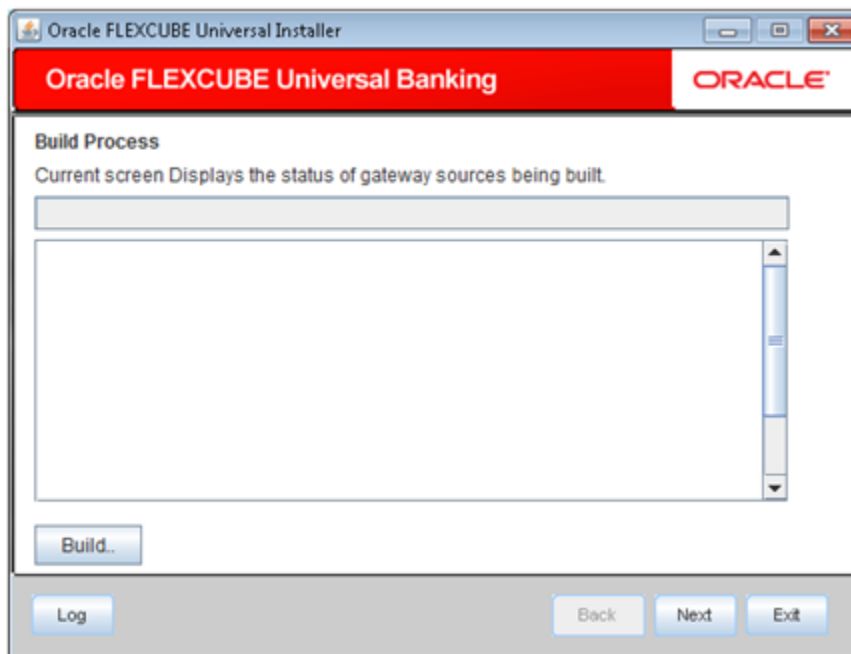 Oracle FLEXCUBE Universal Installer
Oracle FLEXCUBE Universal Banking
ORACLE®
Build Process
Current screen Displays the status of gateway sources being built.
Build..
Log
Back
Next
Exit